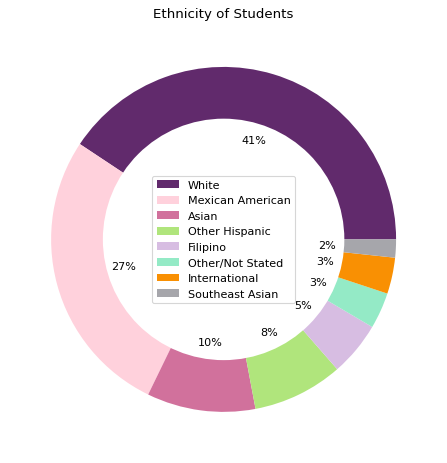 Ethnicity of Students
41%
White
Mexican American
Asian
Other Hispanic
Filipino
Other/Not Stated
International
Southeast Asian
27%
10%
8%
5%
3%
3%
2%